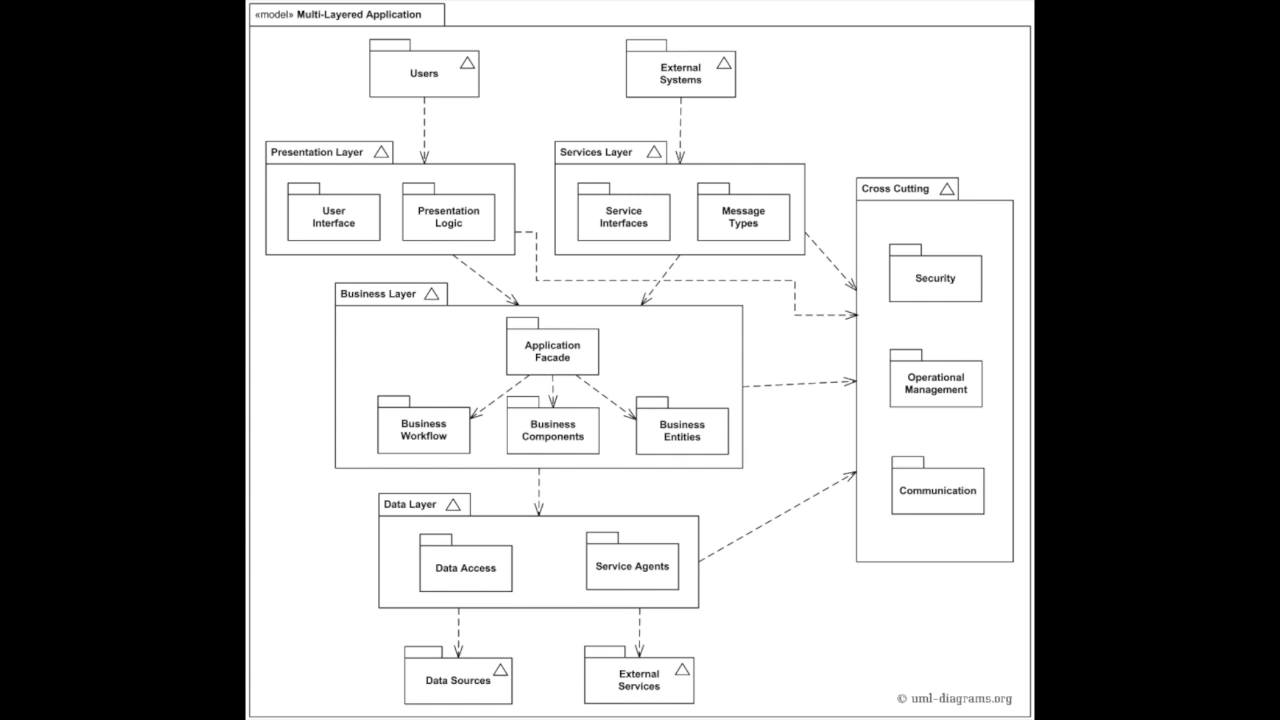 «model» Multi-Layered Application
Users
External
Systems
Presentation Layer
Services Layer
Cross Cutting
User
Interface
Presentation
Logic
Service
Interfaces
Message
Types
Security
Business Layer
Application
Facade
Operational
Management
Business
Workflow
Business
Components
Business
Entities
Communication
Data Layer
Data Access
Service Agents
Data Sources
External
Services
© uml-diagrams.org